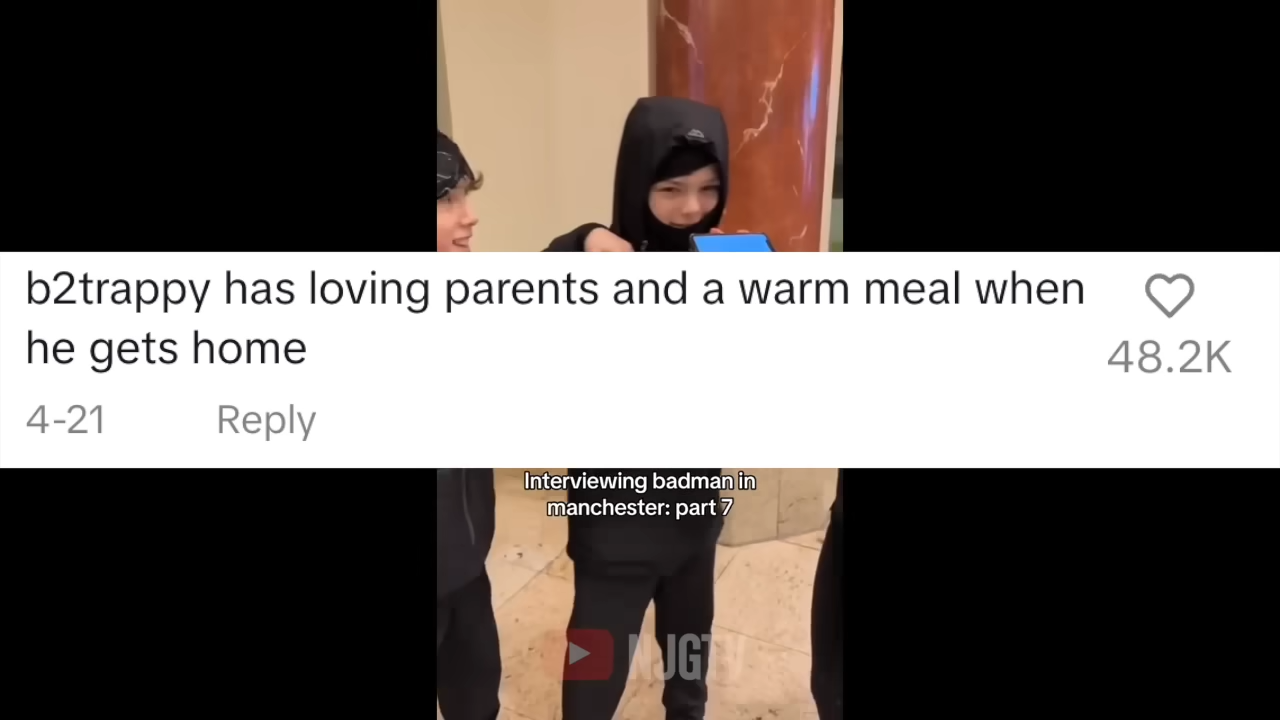 b2trappy has loving parents and a warm meal when
he gets home
48.2K
4-21 Reply
Interviewing badman in
manchester: part 7
NJGTV